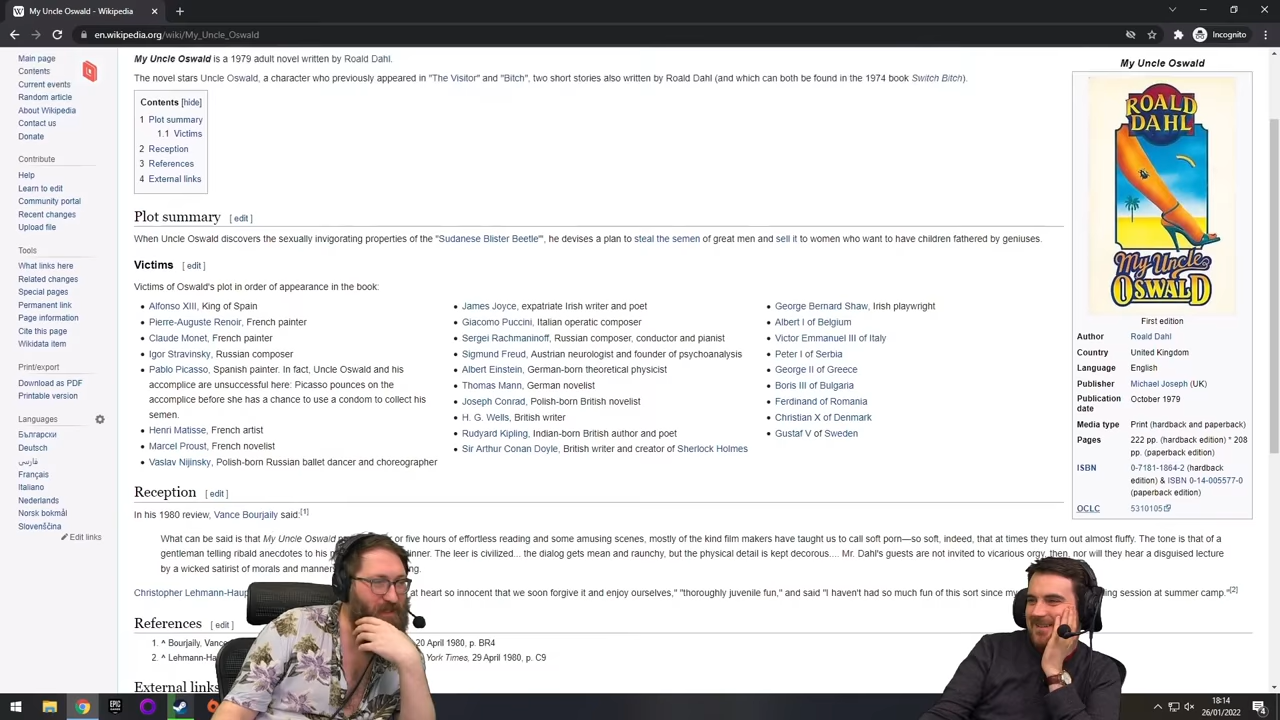 My Uncle Oswald - Wikipedia
en.wikipedia.org/wiki/My_Uncle_Oswald
Incognito
Main page
Contents
Current events
Random article
About Wikipedia
Contact us
Donate
Contribute
Help
Learn to edit
Community portal
Recent changes
Upload file
Tools
What links here
Related changes
Special pages
Permanent link
Page information
Cite this page
Wikidata item
Print/export
Download as PDF
Printable version
Languages
Български
Deutsch
فارسی
Français
Italiano
Nederlands
Norsk bokmål
Slovenščina
Edit links
My Uncle Oswald is a 1979 adult novel written by Roald Dahl.
The novel stars Uncle Oswald, a character who previously appeared in "The Visitor" and "Bitch", two short stories also written by Roald Dahl (and which can both be found in the 1974 book Switch Bitch).
Contents [hide]
1 Plot summary
1.1 Victims
2 Reception
3 References
4 External links
Plot summary [ edit ]
When Uncle Oswald discovers the sexually invigorating properties of the "Sudanese Blister Beetle"', he devises a plan to steal the semen of great men and sell it to women who want to have children fathered by geniuses.
Victims [ edit ]
Victims of Oswald's plot in order of appearance in the book:
• Alfonso XIII, King of Spain
• Pierre-Auguste Renoir, French painter
• Claude Monet, French painter
• Igor Stravinsky, Russian composer
• Pablo Picasso, Spanish painter. In fact, Uncle Oswald and his
accomplice are unsuccessful here: Picasso pounces on the
accomplice before she has a chance to use a condom to collect his
semen.
• Henri Matisse, French artist
• Marcel Proust, French novelist
• Vaslav Nijinsky, Polish-born Russian ballet dancer and choreographer
• James Joyce, expatriate Irish writer and poet
• Giacomo Puccini, Italian operatic composer
• Sergei Rachmaninoff, Russian composer, conductor and pianist
• Sigmund Freud, Austrian neurologist and founder of psychoanalysis
• Albert Einstein, German-born theoretical physicist
• Thomas Mann, German novelist
• Joseph Conrad, Polish-born British novelist
• H. G. Wells, British writer
• Rudyard Kipling, Indian-born British author and poet
• Sir Arthur Conan Doyle, British writer and creator of Sherlock Holmes
• George Bernard Shaw, Irish playwright
• Albert I of Belgium
• Victor Emmanuel III of Italy
• Peter I of Serbia
• George II of Greece
• Boris III of Bulgaria
• Ferdinand of Romania
• Christian X of Denmark
• Gustaf V of Sweden
Reception [ edit ]
In his 1980 review, Vance Bourjaily said:[1]
What can be said is that My Uncle Oswald or five hours of effortless reading and some amusing scenes, mostly of the kind film makers have taught us to call soft porn—so soft, indeed, that at times they turn out almost fluffy. The tone is that of a
gentleman telling ribald anecdotes to his inner. The leer is civilized... the dialog gets mean and raunchy, but the physical detail is kept decorous.... Mr. Dahl's guests are not invited to vicarious orgy, then, nor will they hear a disguised lecture
by a wicked satirist of morals and manner ng.
Christopher Lehmann-Haup at heart so innocent that we soon forgive it and enjoy ourselves," "thoroughly juvenile fun," and said "I haven't had so much fun of this sort since my ing session at summer camp."[2]
References [ edit ]
1. ^ Bourjaily, Vance 20 April 1980, p. BR4
2. ^ Lehmann-Ha York Times, 29 April 1980, p. C9
External links
My Uncle Oswald
ROALD
DAHL
My Uncle
OSWALD
First edition
Author Roald Dahl
Country United Kingdom
Language English
Publisher Michael Joseph (UK)
Publication October 1979
date
Media type Print (hardback and paperback)
Pages 222 pp. (hardback edition) * 208
pp. (paperback edition)
ISBN 0-7181-1864-2 (hardback
edition) & ISBN 0-14-005577-0
(paperback edition)
OCLC 5310105
EPIC
GAMES
18:14
26/01/2022
4